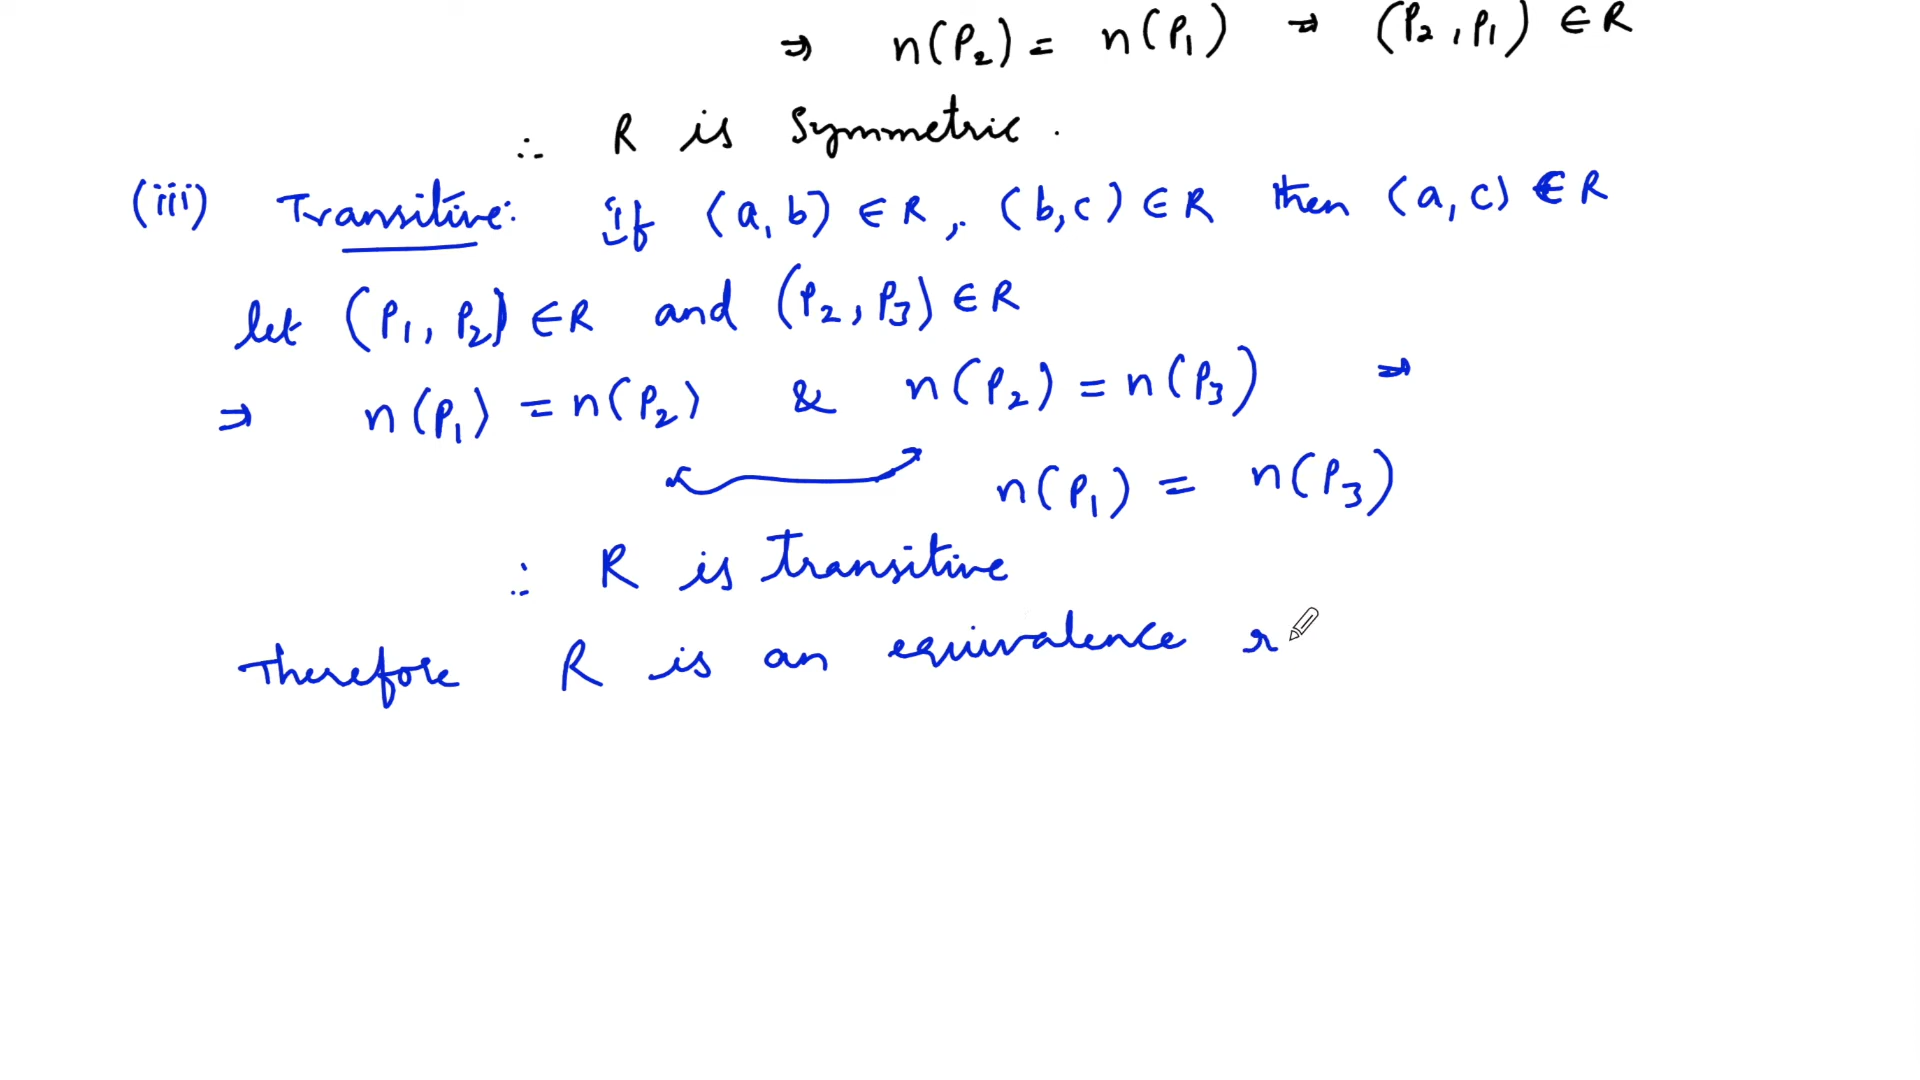 ⇒ n(P₂) = n(P₁) ⇒ (P₂, P₁) ∈ R
∴ R is Symmetric.
(iii) Transitive: if (a, b) ∈ R, (b, c) ∈ R then (a, c) ∈ R
let (P₁, P₂) ∈ R and (P₂, P₃) ∈ R
⇒ n(P₁) = n(P₂) & n(P₂) = n(P₃) ⇒
n(P₁) = n(P₃)
∴ R is transitive
Therefore R is an equivalence r